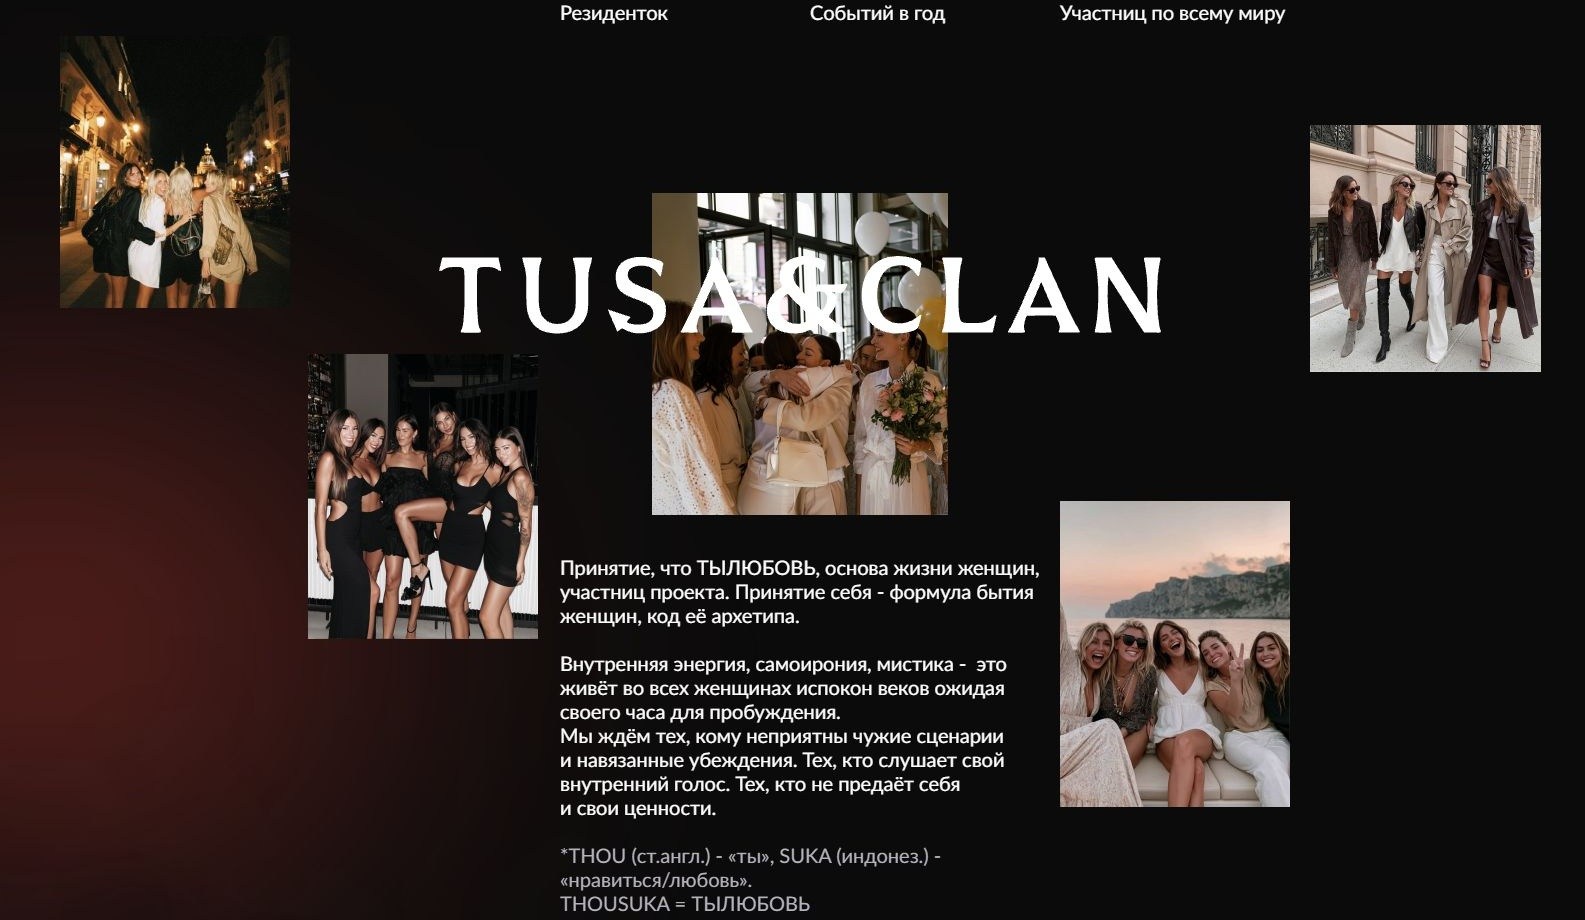 Резиденток
Событий в год
Участниц по всему миру
TUSA&CLAN
Принятие, что ТЫЛЮБОВЬ, основа жизни женщин,
участниц проекта. Принятие себя - формула бытия
женщин, код её архетипа.
Внутренняя энергия, самоирония, мистика -  это
живёт во всех женщинах испокон веков ожидая
своего часа для пробуждения.
Мы ждём тех, кому неприятны чужие сценарии
и навязанные убеждения. Тех, кто слушает свой
внутренний голос. Тех, кто не предаёт себя
и свои ценности.
*THOU (ст.англ.) - «ты», SUKA (индонез.) -
«нравиться/любовь».
THOUSUKA = ТЫЛЮБОВЬ